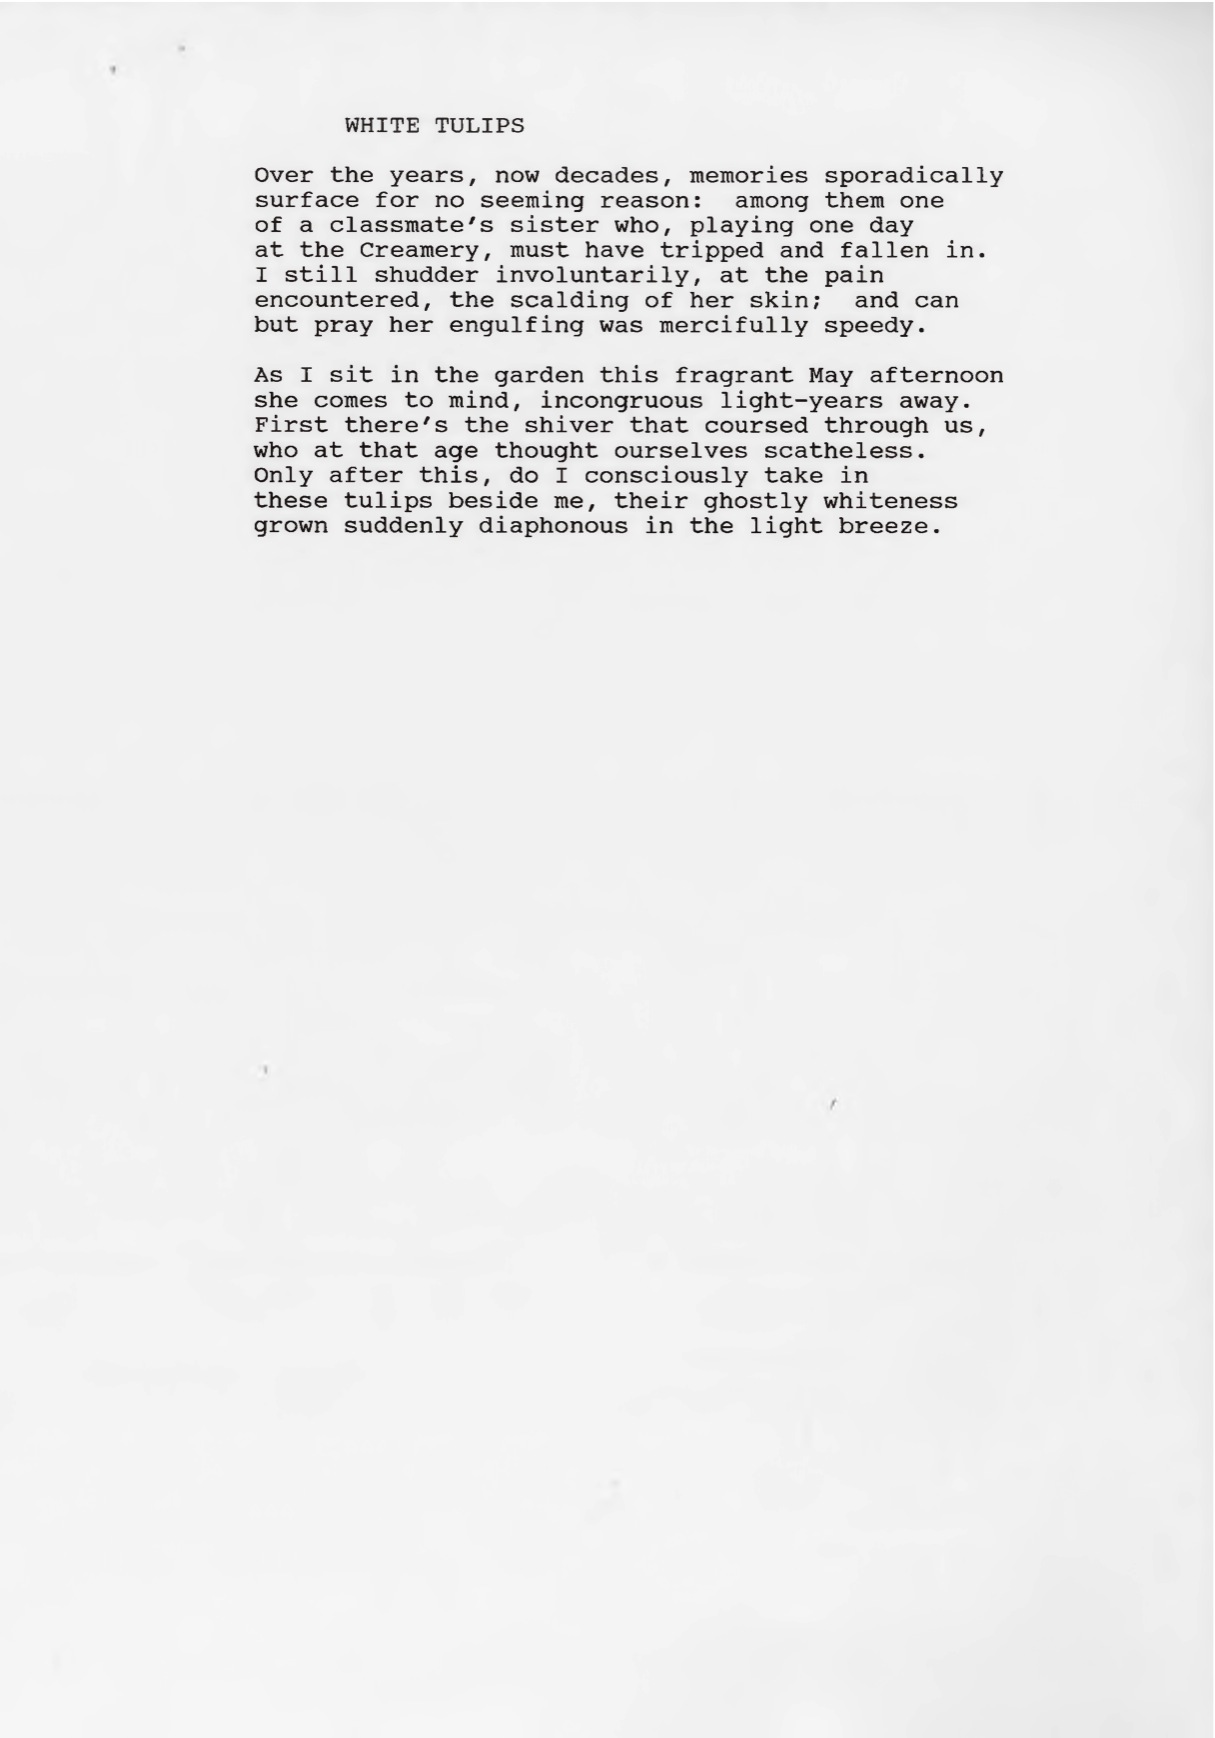 WHITE TULIPS
Over the years, now decades, memories sporadically
surface for no seeming reason:  among them one
of a classmate's sister who, playing one day
at the Creamery, must have tripped and fallen in.
I still shudder involuntarily, at the pain
encountered, the scalding of her skin;  and can
but pray her engulfing was mercifully speedy.
As I sit in the garden this fragrant May afternoon
she comes to mind, incongruous light-years away.
First there's the shiver that coursed through us,
who at that age thought ourselves scatheless.
Only after this, do I consciously take in
these tulips beside me, their ghostly whiteness
grown suddenly diaphonous in the light breeze.